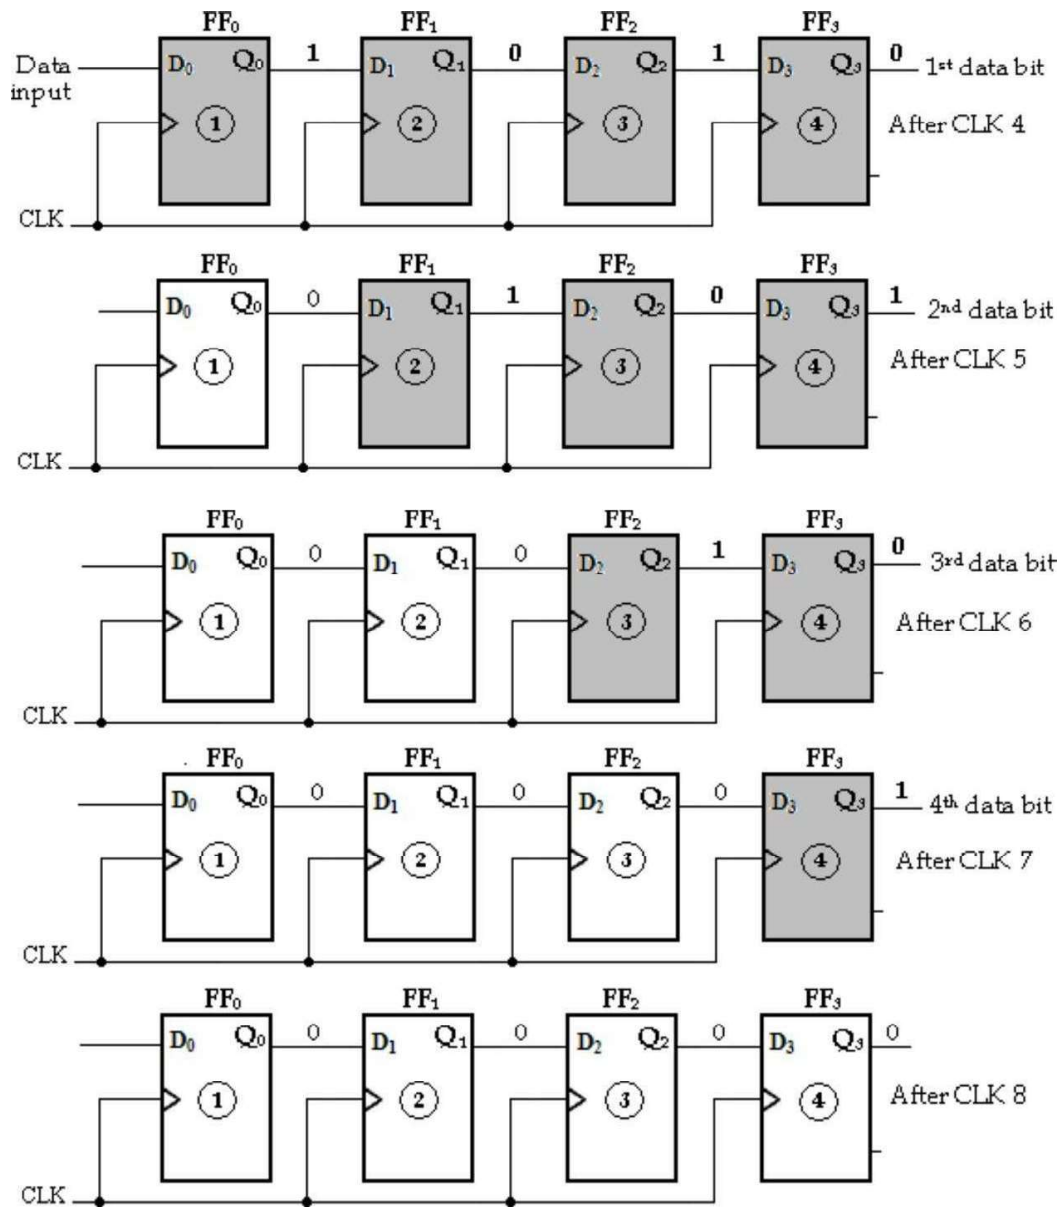 FF₀ FF₁ FF₂ FF₃
1 0 1 0
Data input D₀ Q₀ D₁ Q₁ D₂ Q₂ D₃ Q₃ 1st data bit
1 2 3 4 After CLK 4
CLK
FF₀ FF₁ FF₂ FF₃
0 1 0 1
D₀ Q₀ D₁ Q₁ D₂ Q₂ D₃ Q₃ 2nd data bit
1 2 3 4 After CLK 5
CLK
FF₀ FF₁ FF₂ FF₃
0 0 1 0
D₀ Q₀ D₁ Q₁ D₂ Q₂ D₃ Q₃ 3rd data bit
1 2 3 4 After CLK 6
CLK
FF₀ FF₁ FF₂ FF₃
0 0 0 1
D₀ Q₀ D₁ Q₁ D₂ Q₂ D₃ Q₃ 4th data bit
1 2 3 4 After CLK 7
CLK
FF₀ FF₁ FF₂ FF₃
0 0 0 0
D₀ Q₀ D₁ Q₁ D₂ Q₂ D₃ Q₃
1 2 3 4 After CLK 8
CLK